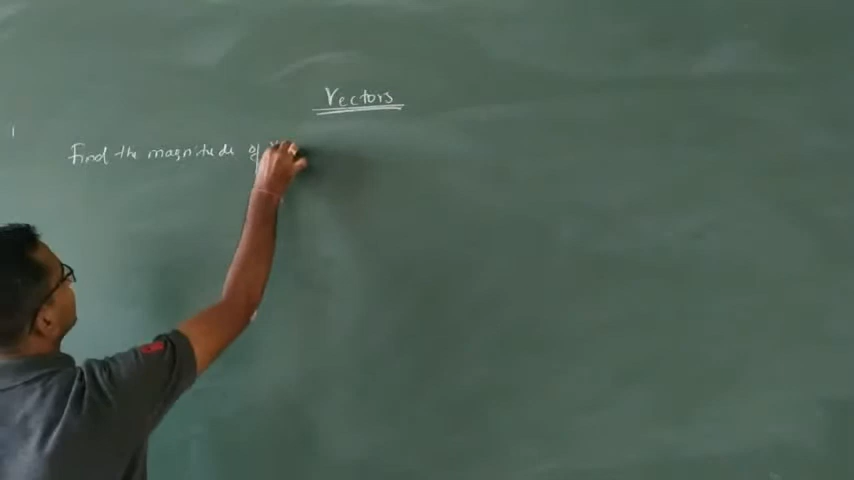 Vectors
Find the magnitude of